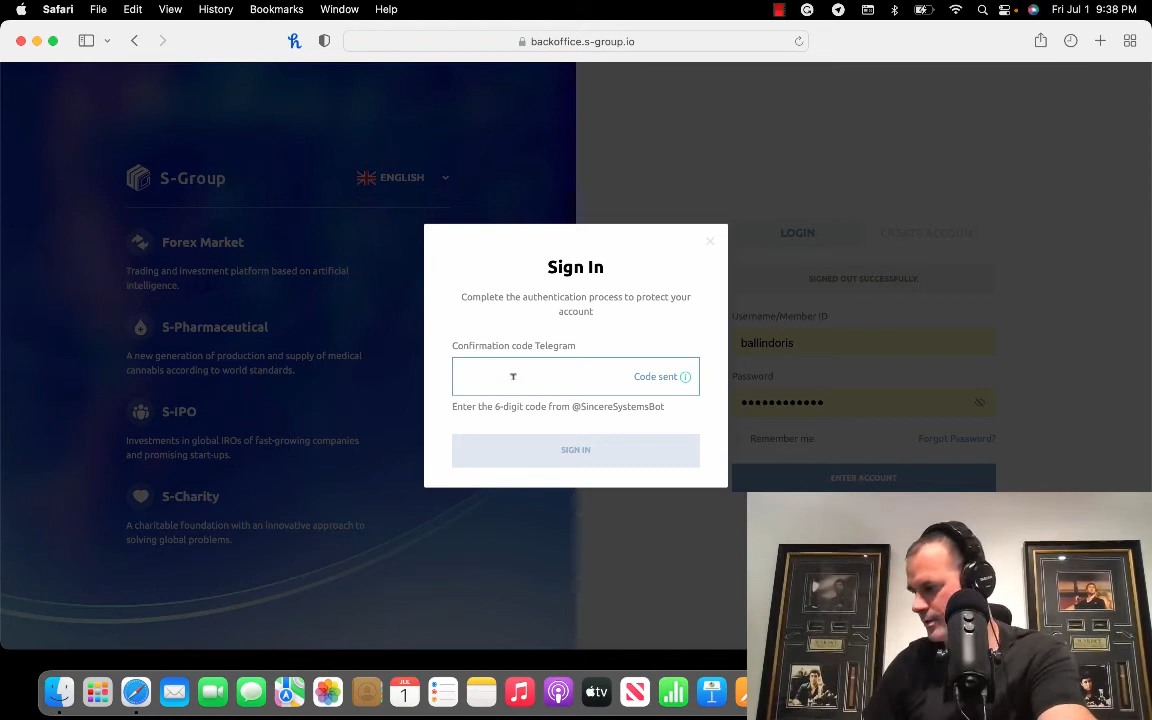 Safari File Edit View History Bookmarks Window Help Fri Jul 1 9:38 PM
backoffice.s-group.io
S-Group ENGLISH
Forex Market
Trading and investment platform based on artificial
intelligence.
S-Pharmaceutical
A new generation of production and supply of medical
cannabis according to world standards.
S-IPO
Investments in global IROs of fast-growing companies
and promising start-ups.
S-Charity
A charitable foundation with an innovative approach to
solving global problems.
Sign In
Complete the authentication process to protect your
account
Confirmation code Telegram
Code sent
Enter the 6-digit code from @SincereSystemsBot
SIGN IN
LOGIN CREATE ACCOUNT
SIGNED OUT SUCCESSFULLY.
Username/Member ID
ballindoris
Password
••••••••••••
Remember me Forgot Password?
ENTER ACCOUNT
JUL
1
tv